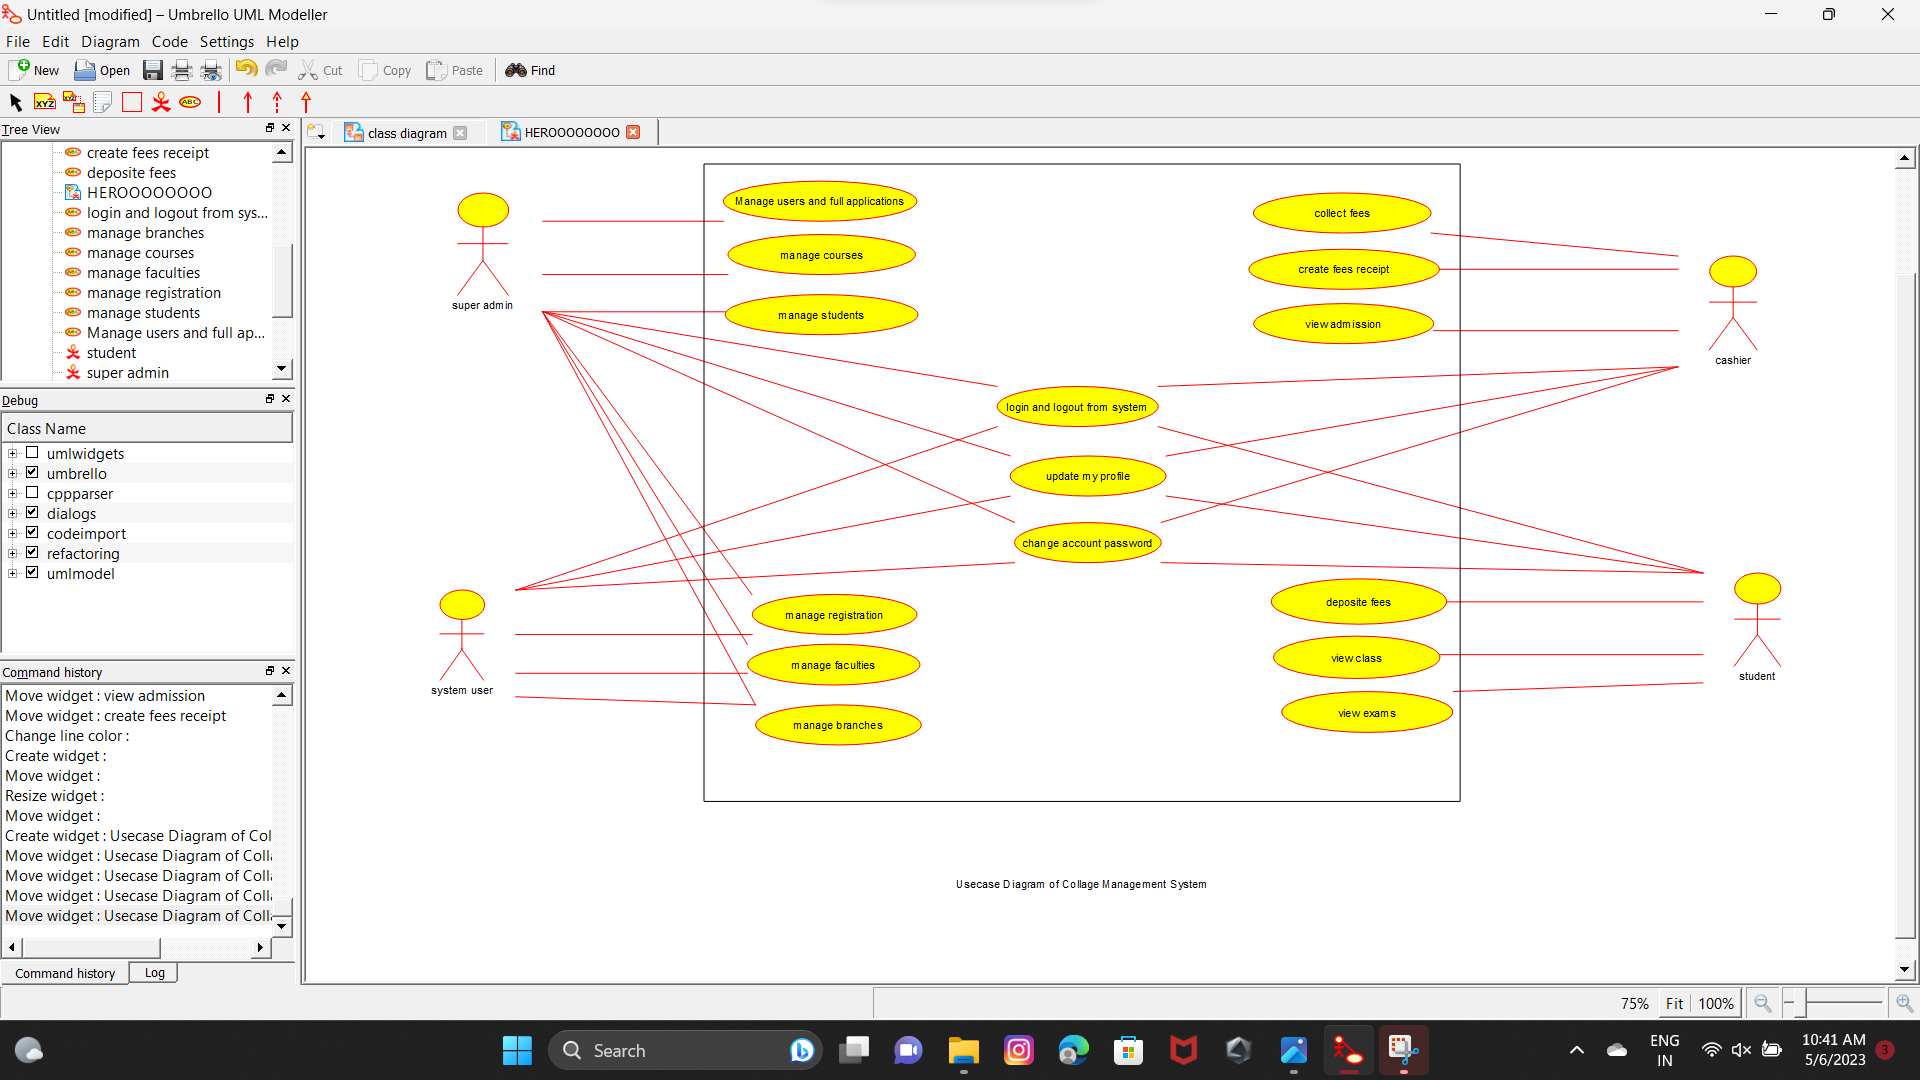 Untitled [modified] – Umbrello UML Modeller
File Edit Diagram Code Settings Help
New Open Cut Copy Paste Find
XYZ XYZ ABC
Tree View
create fees receipt
deposite fees
HEROOOOOOOO
login and logout from sys...
manage branches
manage courses
manage faculties
manage registration
manage students
Manage users and full ap...
student
super admin
Debug
Class Name
umlwidgets
umbrello
cppparser
dialogs
codeimport
refactoring
umlmodel
Command history
Move widget : view admission
Move widget : create fees receipt
Change line color :
Create widget :
Move widget :
Resize widget :
Move widget :
Create widget : Usecase Diagram of Col
Move widget : Usecase Diagram of Coll
Move widget : Usecase Diagram of Coll
Move widget : Usecase Diagram of Coll
Move widget : Usecase Diagram of Coll
Command history Log
class diagram HEROOOOOOOO
super admin
Manage users and full applications
manage courses
manage students
collect fees
create fees receipt
view admission
cashier
login and logout from system
update my profile
change account password
system user
manage registration
manage faculties
manage branches
deposite fees
view class
view exams
student
Usecase Diagram of Collage Management System
75% Fit 100%
Search
ENG
IN
10:41 AM
5/6/2023
3